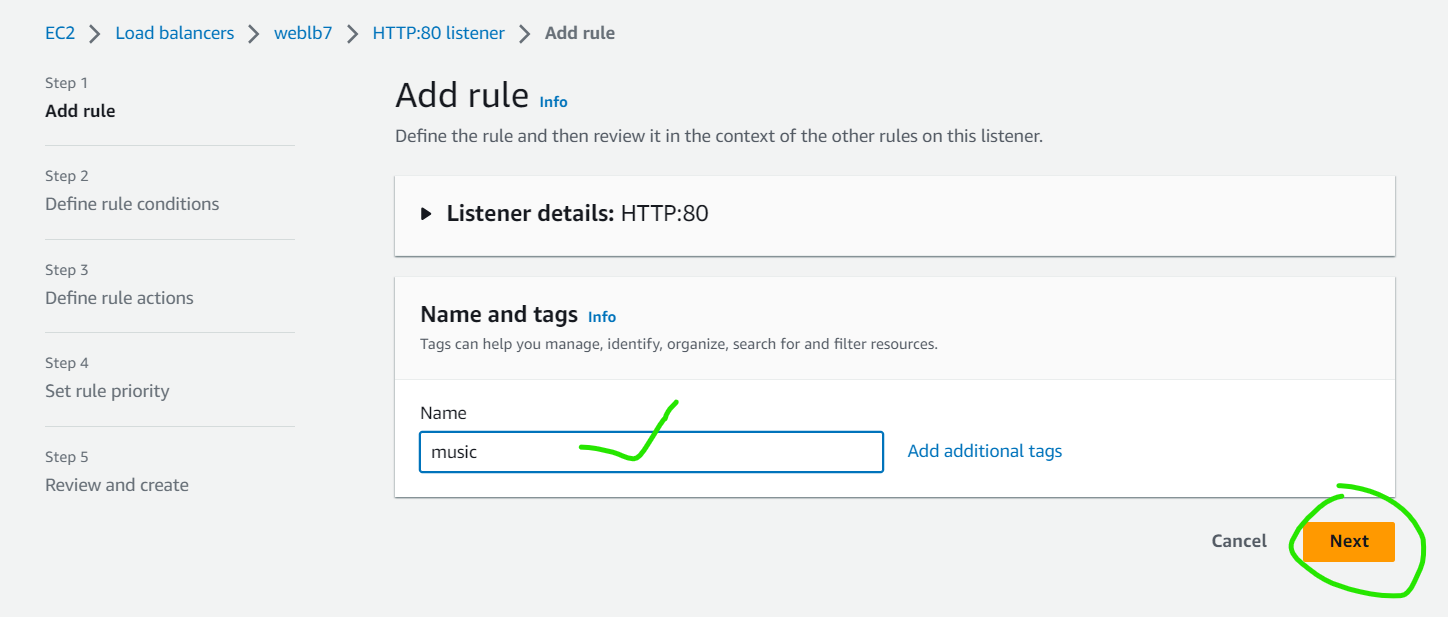 EC2 > Load balancers > weblb7 > HTTP:80 listener > Add rule
Step 1
Add rule
Step 2
Define rule conditions
Step 3
Define rule actions
Step 4
Set rule priority
Step 5
Review and create
Add rule Info
Define the rule and then review it in the context of the other rules on this listener.
Listener details: HTTP:80
Name and tags Info
Tags can help you manage, identify, organize, search for and filter resources.
Name
music
Add additional tags
Cancel
Next